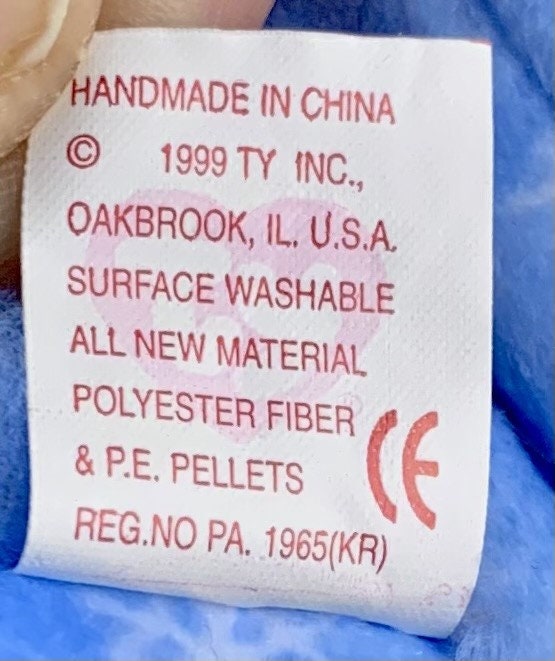 HANDMADE IN CHINA
© 1999 TY INC.,
OAKBROOK, IL. U.S.A.
SURFACE WASHABLE
ALL NEW MATERIAL
POLYESTER FIBER
& P.E. PELLETS
CE
REG.NO PA. 1965(KR)